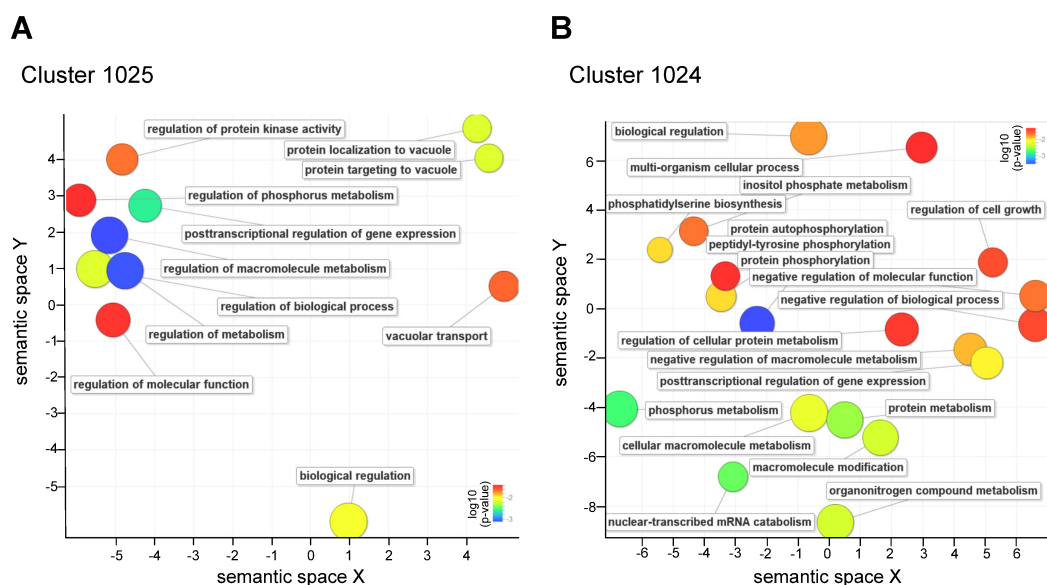 A
Cluster 1025
regulation of protein kinase activity
protein localization to vacuole
protein targeting to vacuole
regulation of phosphorus metabolism
posttranscriptional regulation of gene expression
regulation of macromolecule metabolism
regulation of biological process
regulation of metabolism
vacuolar transport
regulation of molecular function
biological regulation
log10
(p-value)
-2
-3
4
3
2
1
0
-1
-2
-3
-4
-5
semantic space Y
-5
-4
-3
-2
-1
0
1
2
3
4
semantic space X
B
Cluster 1024
biological regulation
multi-organism cellular process
inositol phosphate metabolism
phosphatidylserine biosynthesis
regulation of cell growth
protein autophosphorylation
peptidyl-tyrosine phosphorylation
protein phosphorylation
negative regulation of molecular function
negative regulation of biological process
regulation of cellular protein metabolism
negative regulation of macromolecule metabolism
posttranscriptional regulation of gene expression
phosphorus metabolism
protein metabolism
cellular macromolecule metabolism
macromolecule modification
organonitrogen compound metabolism
nuclear-transcribed mRNA catabolism
log10
(p-value)
-2
-3
6
4
2
0
-2
-4
-6
-8
semantic space Y
-6
-4
-3
-2
-1
0
1
2
3
4
5
6
semantic space X